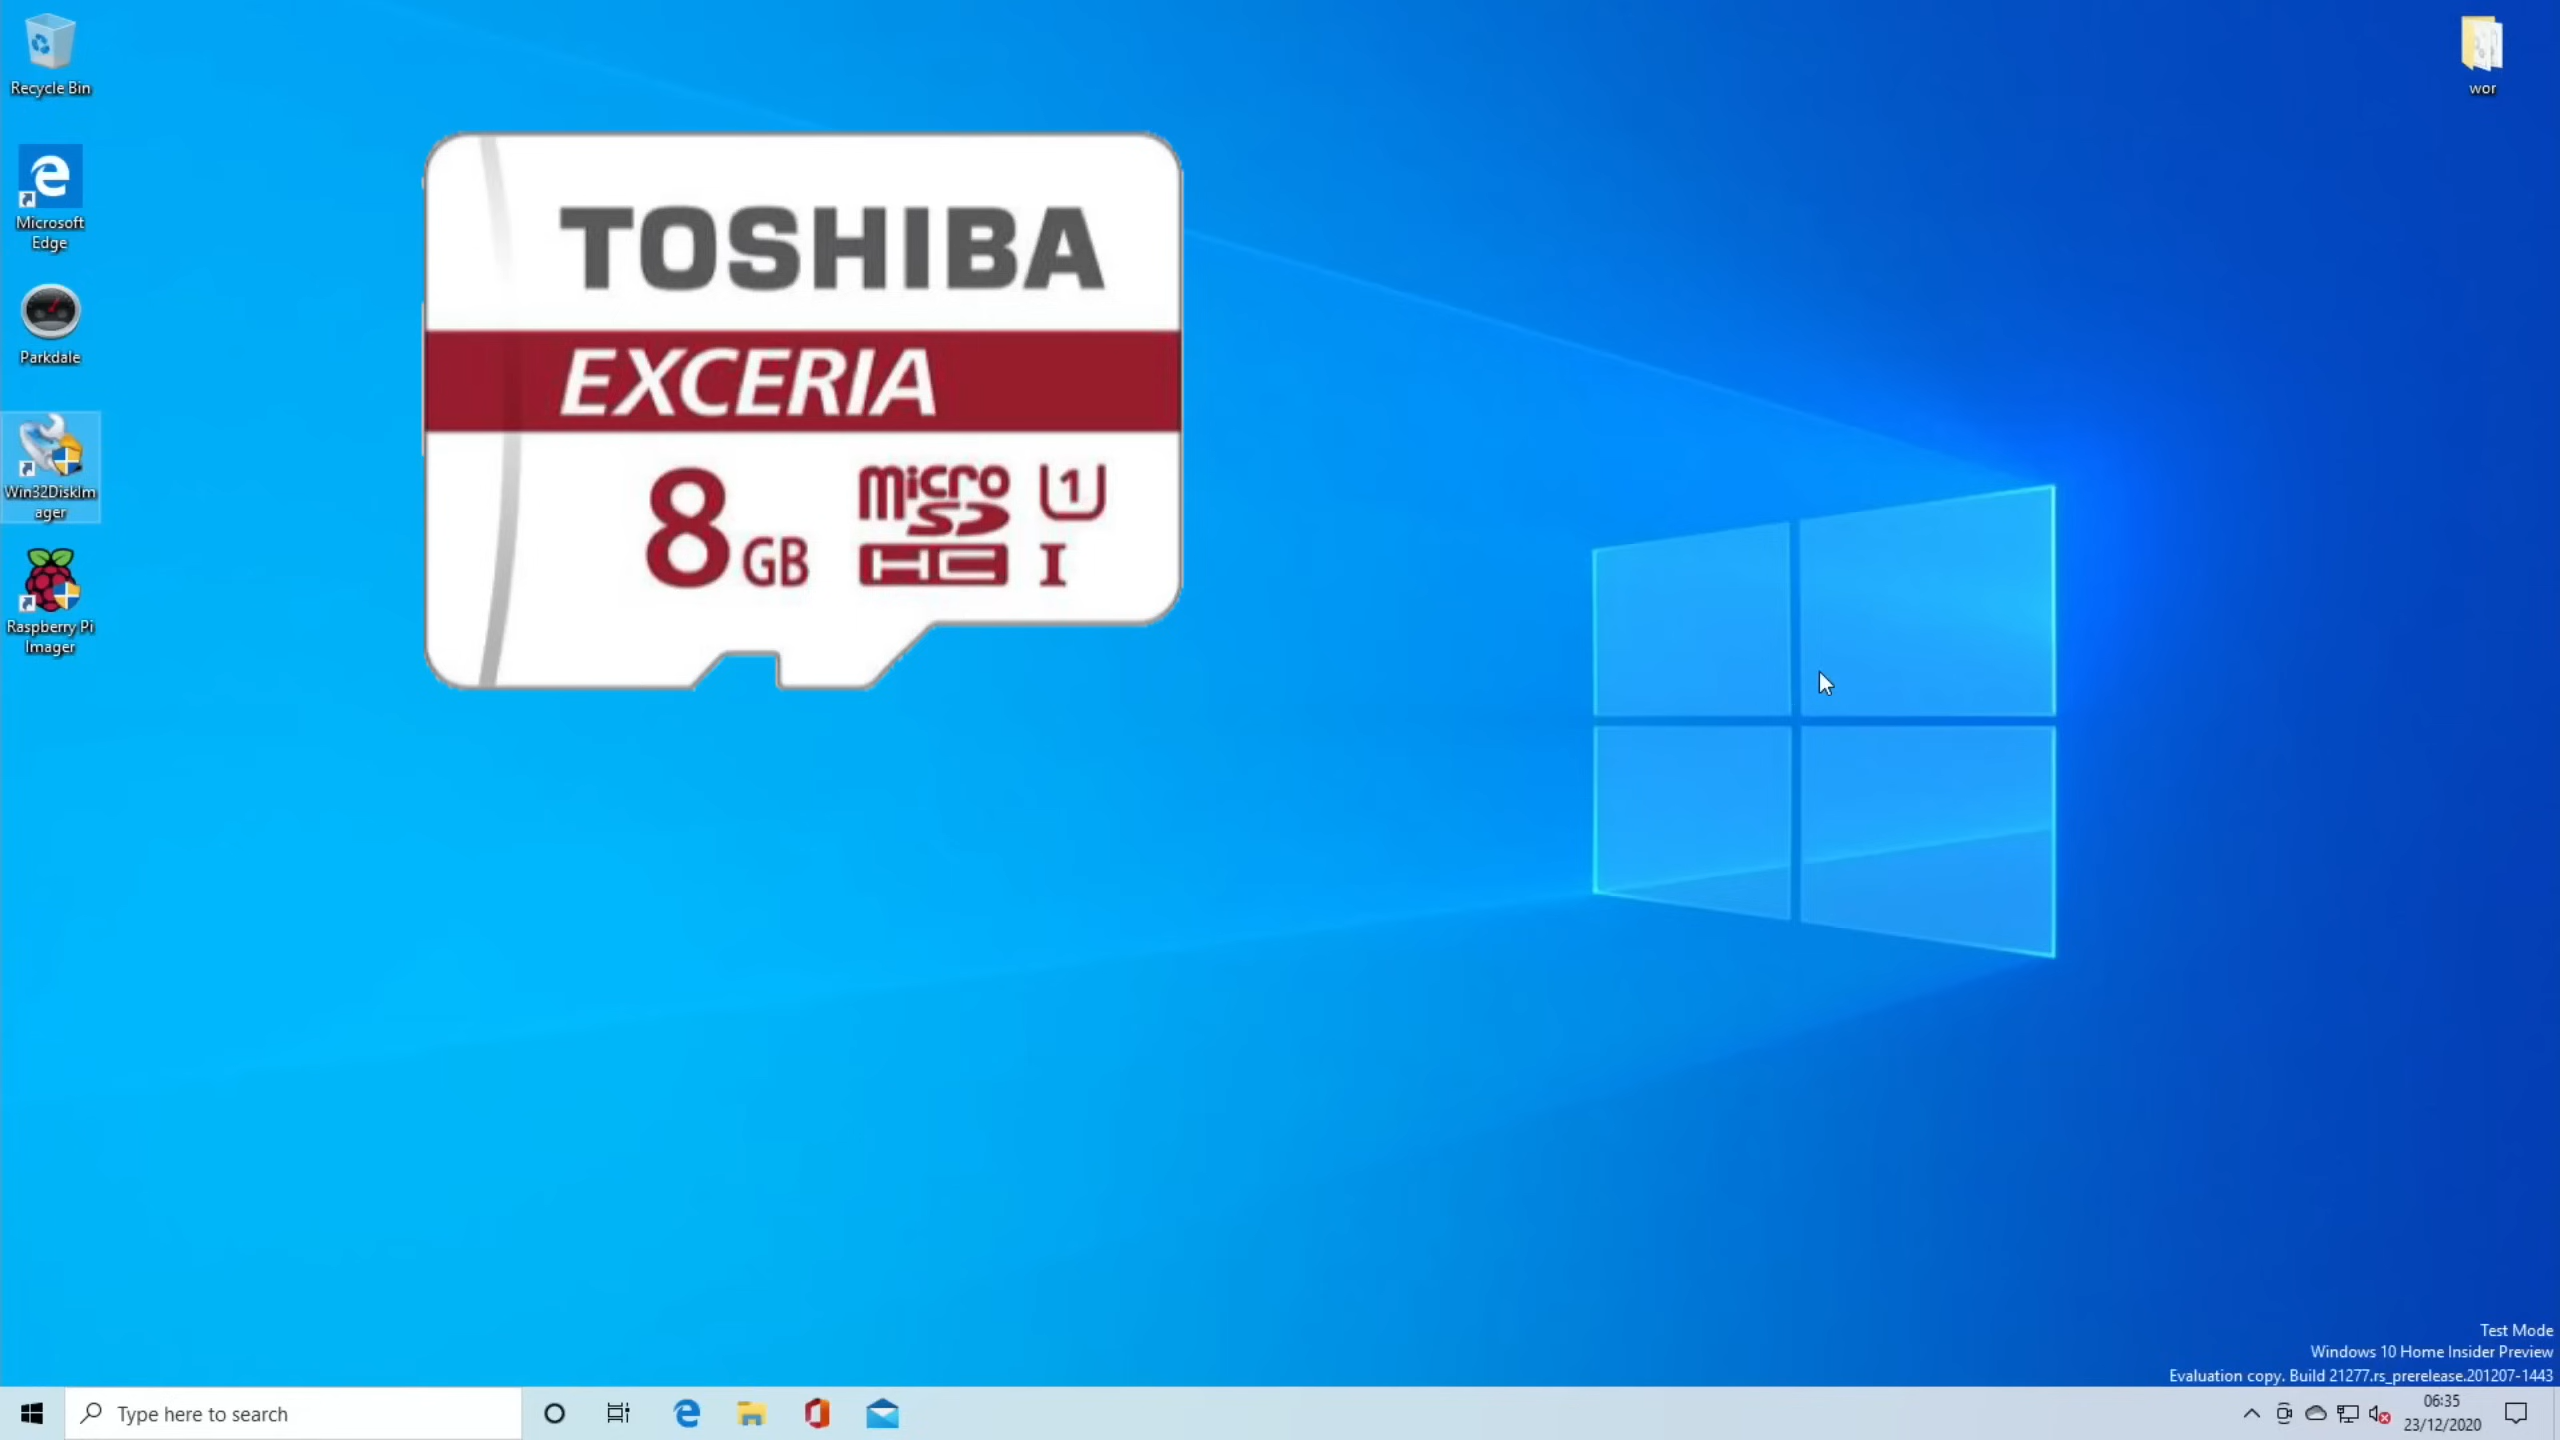 Recycle Bin
Microsoft
Edge
Parkdale
Win32DiskIm
ager
Raspberry Pi
Imager
wor
TOSHIBA
EXCERIA
8 GB
micro
SD
HC
U1
I
Test Mode
Windows 10 Home Insider Preview
Evaluation copy. Build 21277.rs_prerelease.201207-1443
Type here to search
06:35
23/12/2020